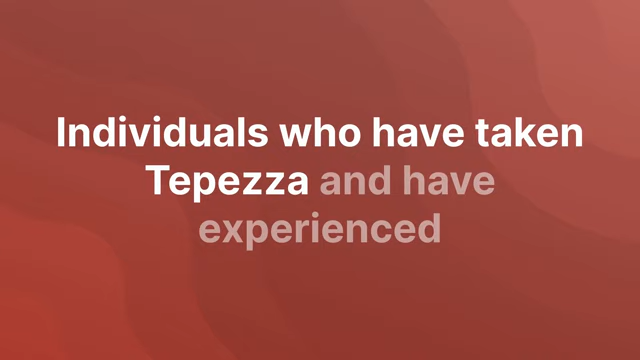 Individuals who have taken
Tepezza and have
experienced